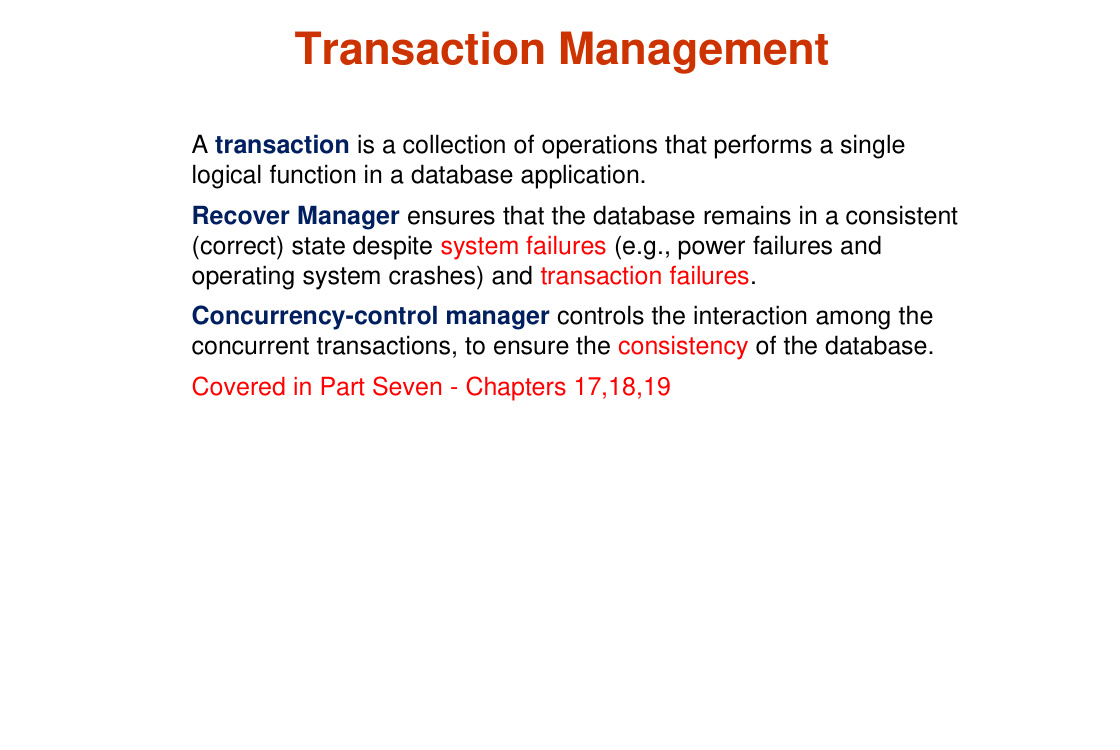 Transaction Management
A transaction is a collection of operations that performs a single
logical function in a database application.
Recover Manager ensures that the database remains in a consistent
(correct) state despite system failures (e.g., power failures and
operating system crashes) and transaction failures.
Concurrency-control manager controls the interaction among the
concurrent transactions, to ensure the consistency of the database.
Covered in Part Seven - Chapters 17,18,19